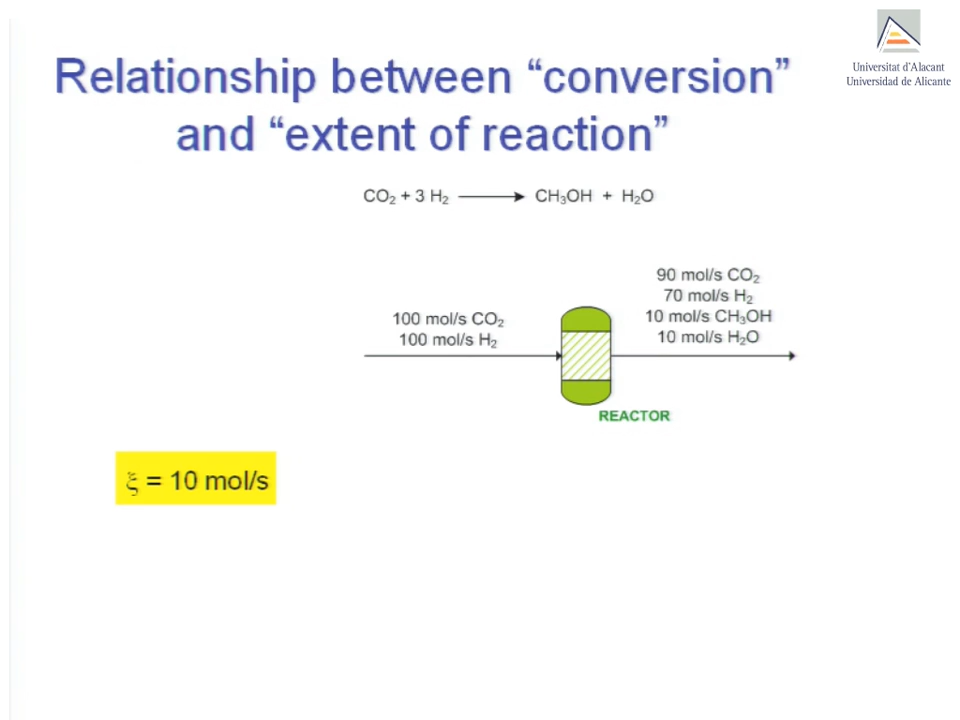 Universitat d'Alacant
Universidad de Alicante
Relationship between “conversion”
and “extent of reaction”
CO₂ + 3 H₂ → CH₃OH + H₂O
90 mol/s CO₂
70 mol/s H₂
10 mol/s CH₃OH
10 mol/s H₂O
100 mol/s CO₂
100 mol/s H₂
REACTOR
ξ = 10 mol/s